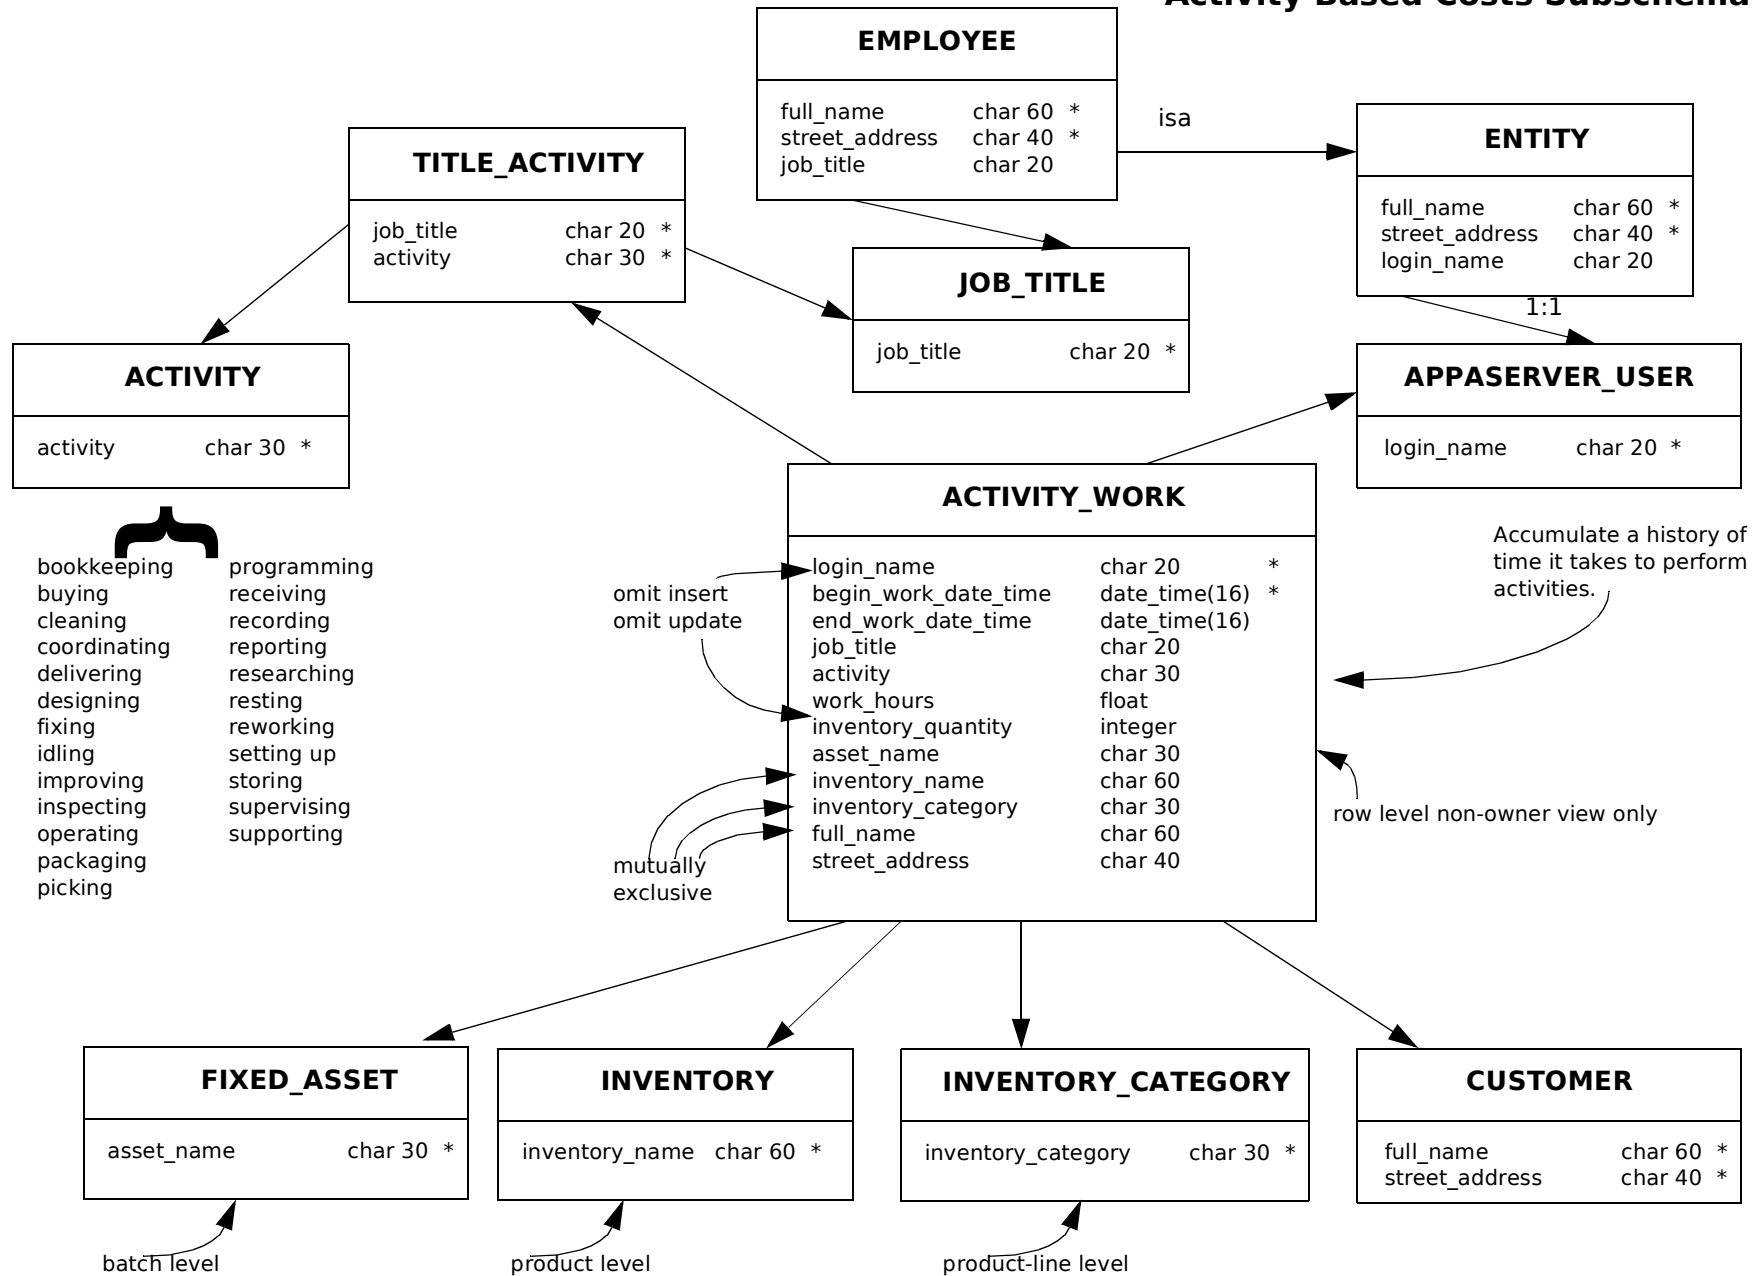 Activity Based Costs Subschema
EMPLOYEE
full_name char 60 *
street_address char 40 *
job_title char 20
isa
ENTITY
full_name char 60 *
street_address char 40 *
login_name char 20
1:1
TITLE_ACTIVITY
job_title char 20 *
activity char 30 *
JOB_TITLE
job_title char 20 *
ACTIVITY
activity char 30 *
}
bookkeeping programming
buying receiving
cleaning recording
coordinating reporting
delivering researching
designing resting
fixing reworking
idling setting up
improving storing
inspecting supervising
operating supporting
packaging
picking
APPASERVER_USER
login_name char 20 *
ACTIVITY_WORK
login_name char 20 *
begin_work_date_time date_time(16) *
end_work_date_time date_time(16)
job_title char 20
activity char 30
work_hours float
inventory_quantity integer
asset_name char 30
inventory_name char 60
inventory_category char 30
full_name char 60
street_address char 40
omit insert
omit update
mutually
exclusive
Accumulate a history of
time it takes to perform
activities.
row level non-owner view only
FIXED_ASSET
asset_name char 30 *
batch level
INVENTORY
inventory_name char 60 *
product level
INVENTORY_CATEGORY
inventory_category char 30 *
product-line level
CUSTOMER
full_name char 60 *
street_address char 40 *